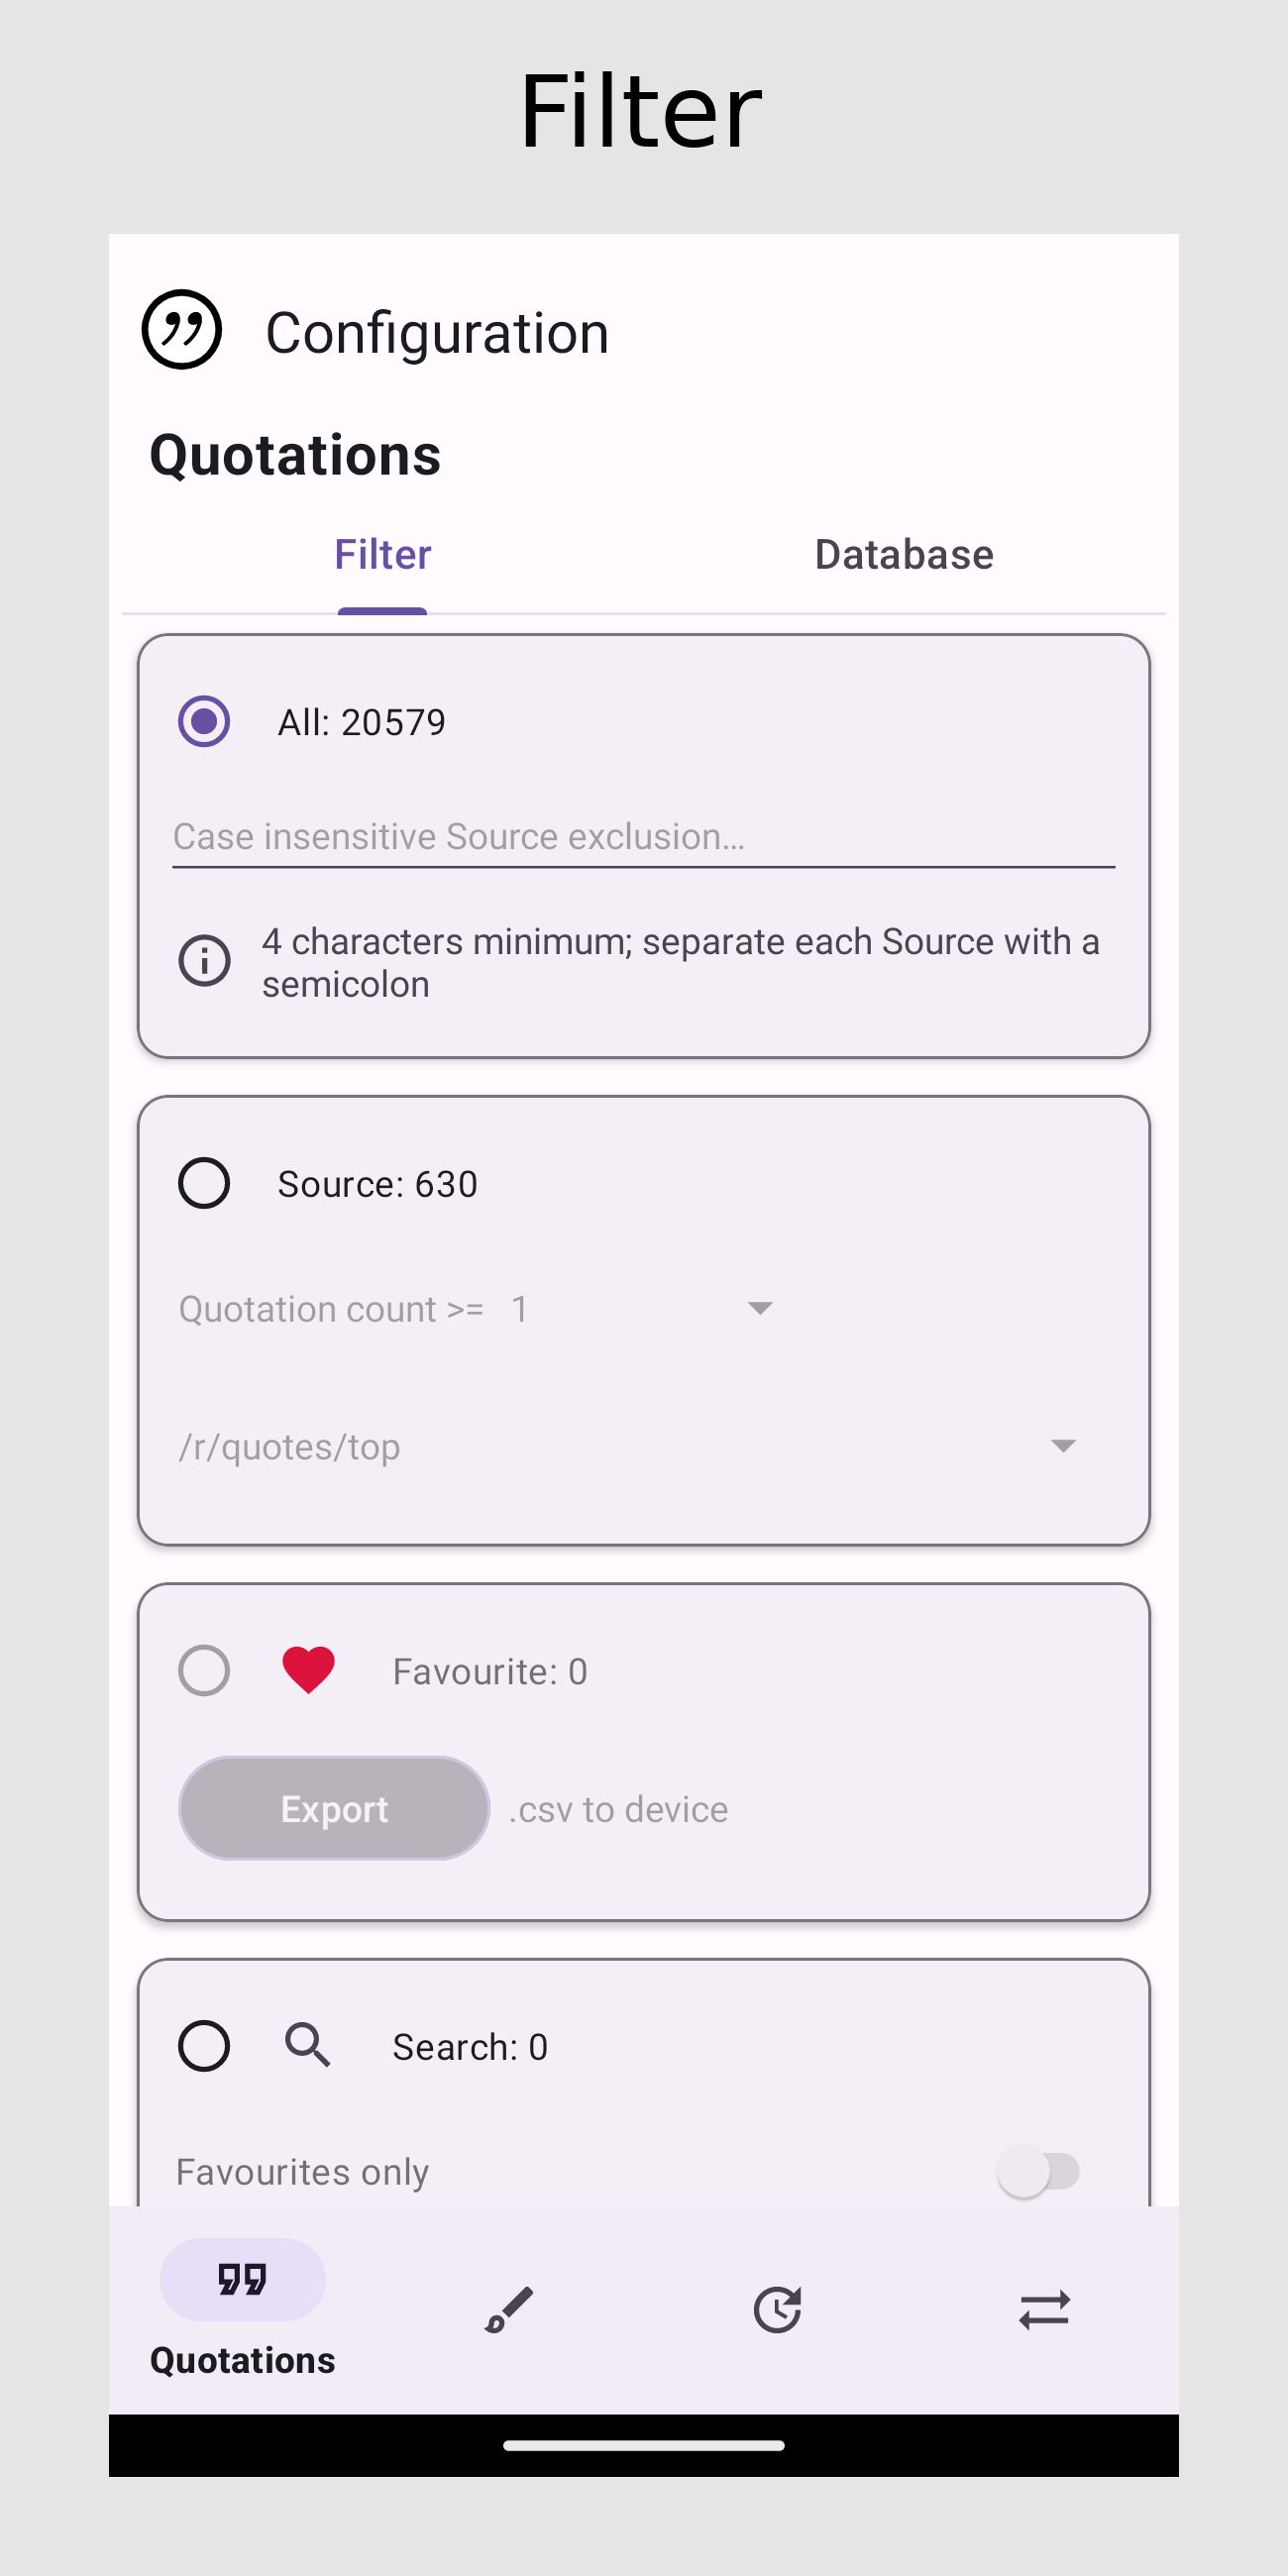 Filter
Configuration
Quotations
Filter
Database
All: 20579
Case insensitive Source exclusion...
4 characters minimum; separate each Source with a
semicolon
Source: 630
Quotation count >= 1
/r/quotes/top
Favourite: 0
Export .csv to device
Search: 0
Favourites only
Quotations